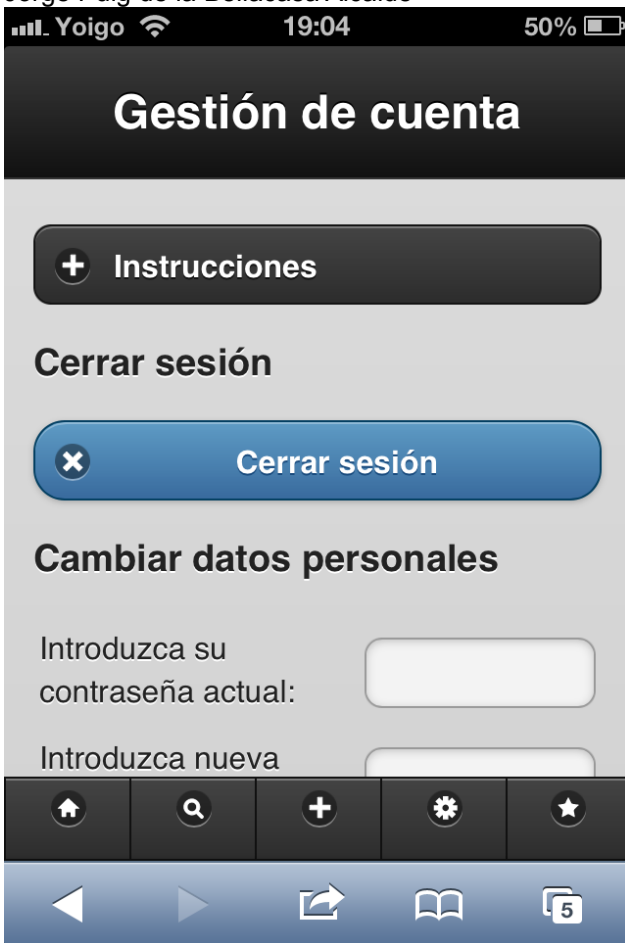 Yoigo 19:04 50%
Gestión de cuenta
Instrucciones
Cerrar sesión
Cerrar sesión
Cambiar datos personales
Introduzca su
contraseña actual:
Introduzca nueva
5